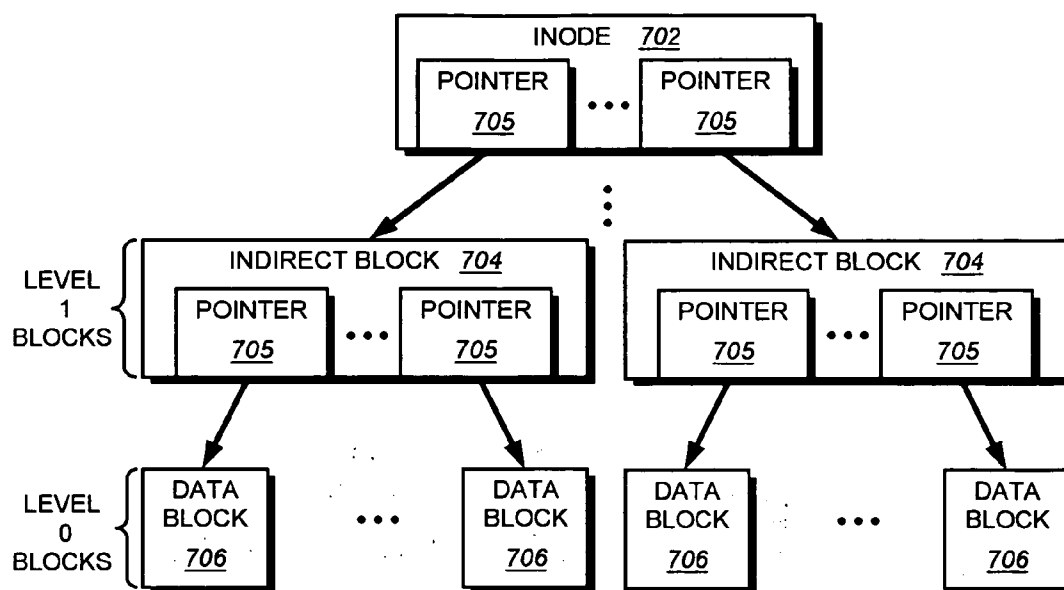 INODE 702
POINTER POINTER
705 ••• 705
LEVEL
1
BLOCKS
INDIRECT BLOCK 704
POINTER POINTER
705 ••• 705
INDIRECT BLOCK 704
POINTER POINTER
705 ••• 705
LEVEL
0
BLOCKS
DATA
BLOCK
706
•••
DATA
BLOCK
706
DATA
BLOCK
706
•••
DATA
BLOCK
706